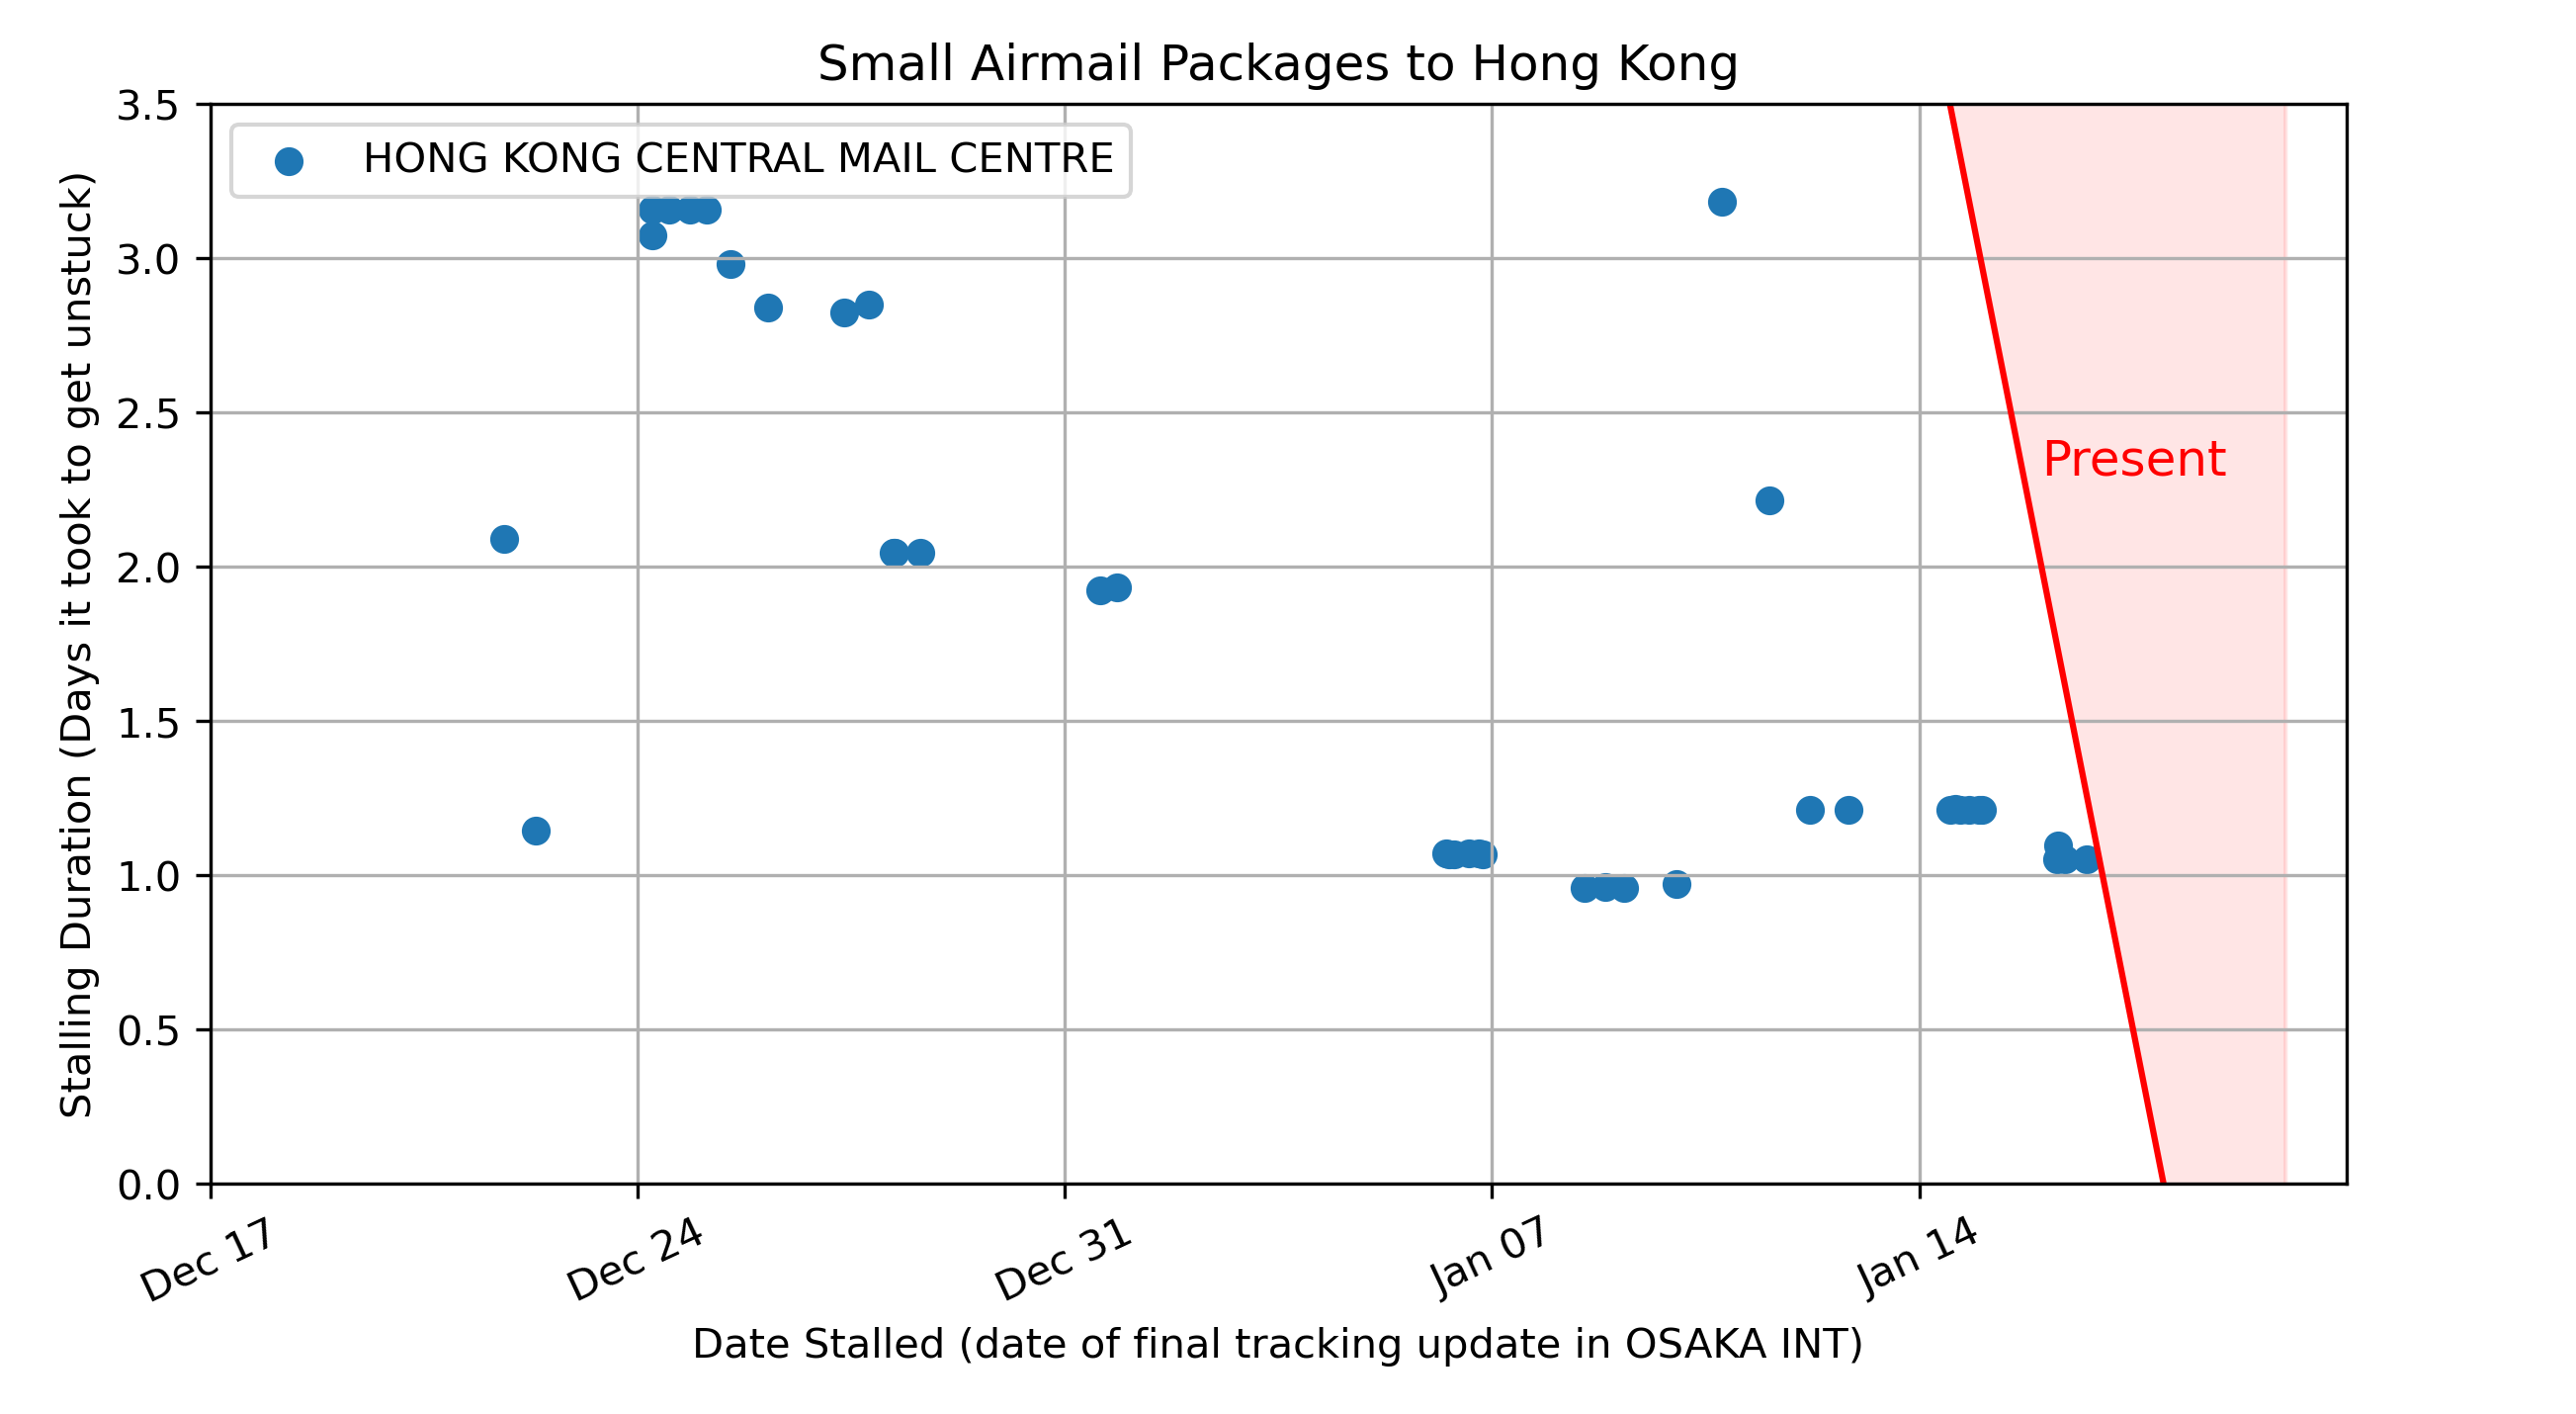 Small Airmail Packages to Hong Kong
HONG KONG CENTRAL MAIL CENTRE
Stalling Duration (Days it took to get unstuck)
3.5
3.0
2.5
2.0
1.5
1.0
0.5
0.0
Present
Dec 17
Dec 24
Dec 31
Jan 07
Jan 14
Date Stalled (date of final tracking update in OSAKA INT)